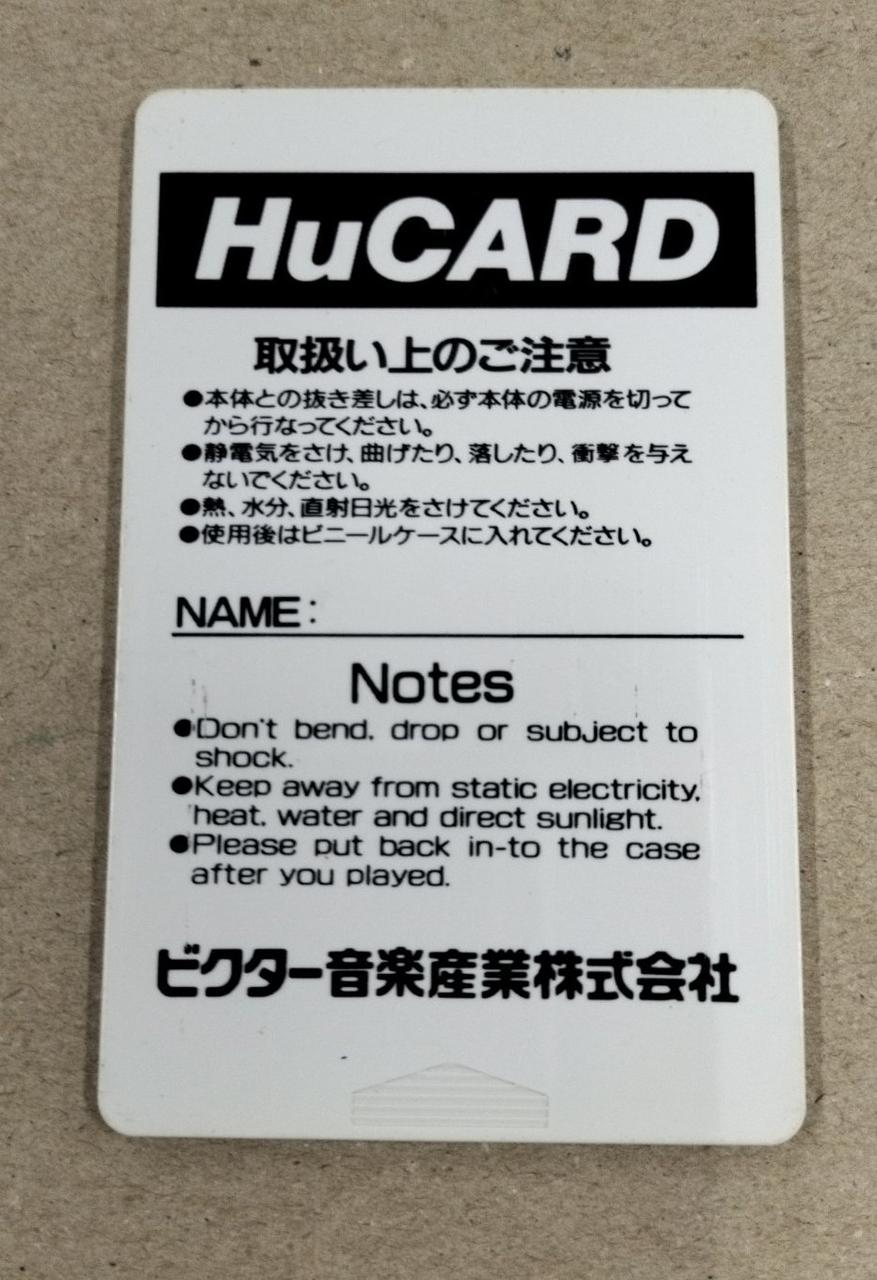 HuCARD
取扱い上のご注意
●本体との抜き差しは、必ず本体の電源を切って
から行なってください。
●静電気をさけ、曲げたり、落したり、衝撃を与え
ないでください。
●熱、水分、直射日光をさけてください。
●使用後はビニールケースに入れてください。
NAME:
Notes
●Don't bend. drop or subject to
shock.
●Keep away from static electricity.
heat. water and direct sunlight.
●Please put back in-to the case
after you played.
ビクター音楽産業株式会社